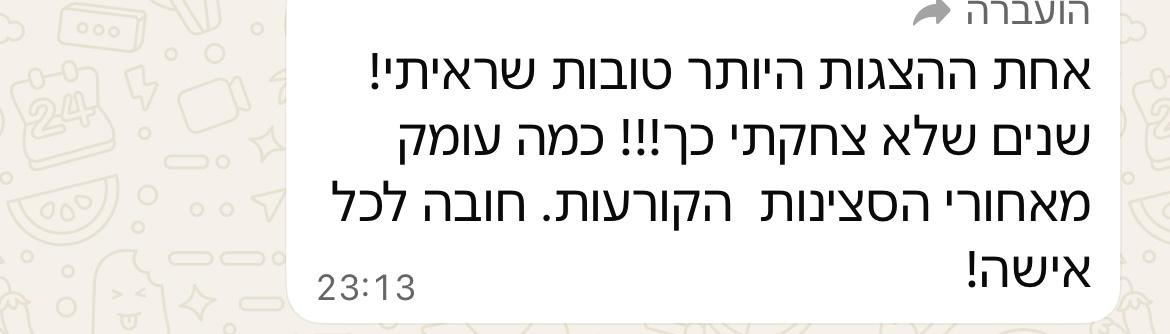 הועברה
אחת ההצגות היותר טובות שראיתי!
שנים שלא צחקתי כך!!! כמה עומק
מאחורי הסצינות  הקורעות. חובה לכל
אישה!
23:13
24